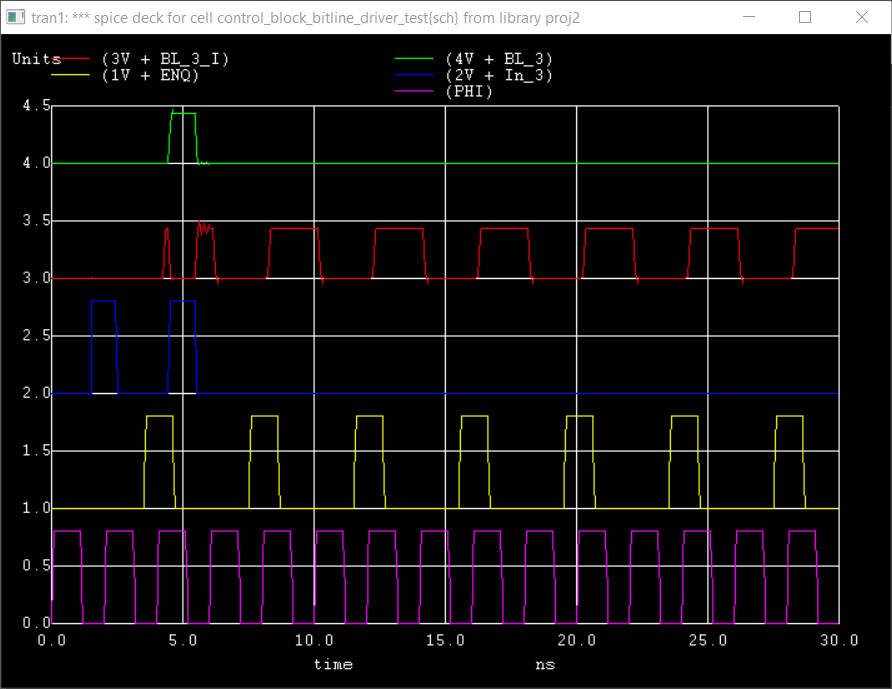 tran1: *** spice deck for cell control_block_bitline_driver_test{sch} from library proj2
Units (3V + BL_3_I) (4V + BL_3)
(1V + ENQ) (2V + In_3)
(PHI)
4.5
4.0
3.5
3.0
2.5
2.0
1.5
1.0
0.5
0.0
0.0 5.0 10.0 15.0 20.0 25.0 30.0
time ns